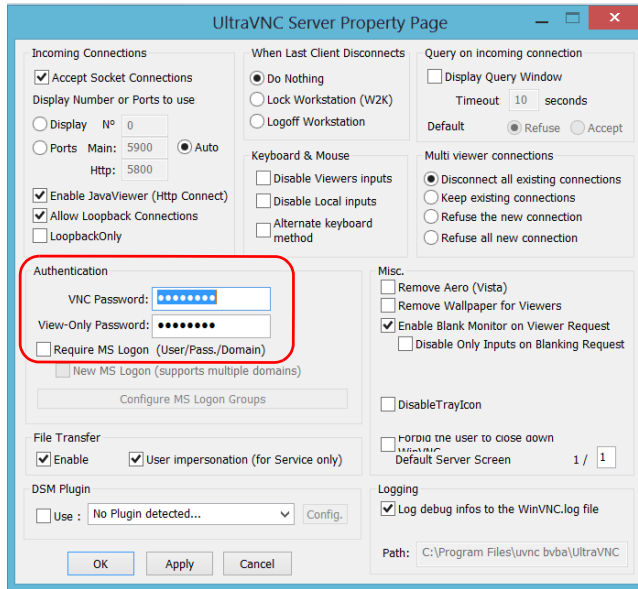 UltraVNC Server Property Page
Incoming Connections
Accept Socket Connections
Display Number or Ports to use
Display Nº 0
Ports Main: 5900 Auto
Http: 5800
Enable JavaViewer (Http Connect)
Allow Loopback Connections
LoopbackOnly
When Last Client Disconnects
Do Nothing
Lock Workstation (W2K)
Logoff Workstation
Query on incoming connection
Display Query Window
Timeout 10 seconds
Default Refuse Accept
Keyboard & Mouse
Disable Viewers inputs
Disable Local inputs
Alternate keyboard
method
Multi viewer connections
Disconnect all existing connections
Keep existing connections
Refuse the new connection
Refuse all new connection
Authentication
VNC Password: ●●●●●●●●
View-Only Password: ●●●●●●●●
Require MS Logon (User/Pass./Domain)
New MS Logon (supports multiple domains)
Configure MS Logon Groups
Misc.
Remove Aero (Vista)
Remove Wallpaper for Viewers
Enable Blank Monitor on Viewer Request
Disable Only Inputs on Blanking Request
DisableTrayIcon
Forbid the user to close down
WinVNC
Default Server Screen 1 / 1
File Transfer
Enable User impersonation (for Service only)
DSM Plugin
Use : No Plugin detected... Config.
Logging
Log debug infos to the WinVNC.log file
Path: C:\Program Files\uvnc bvba\UltraVNC
OK Apply Cancel